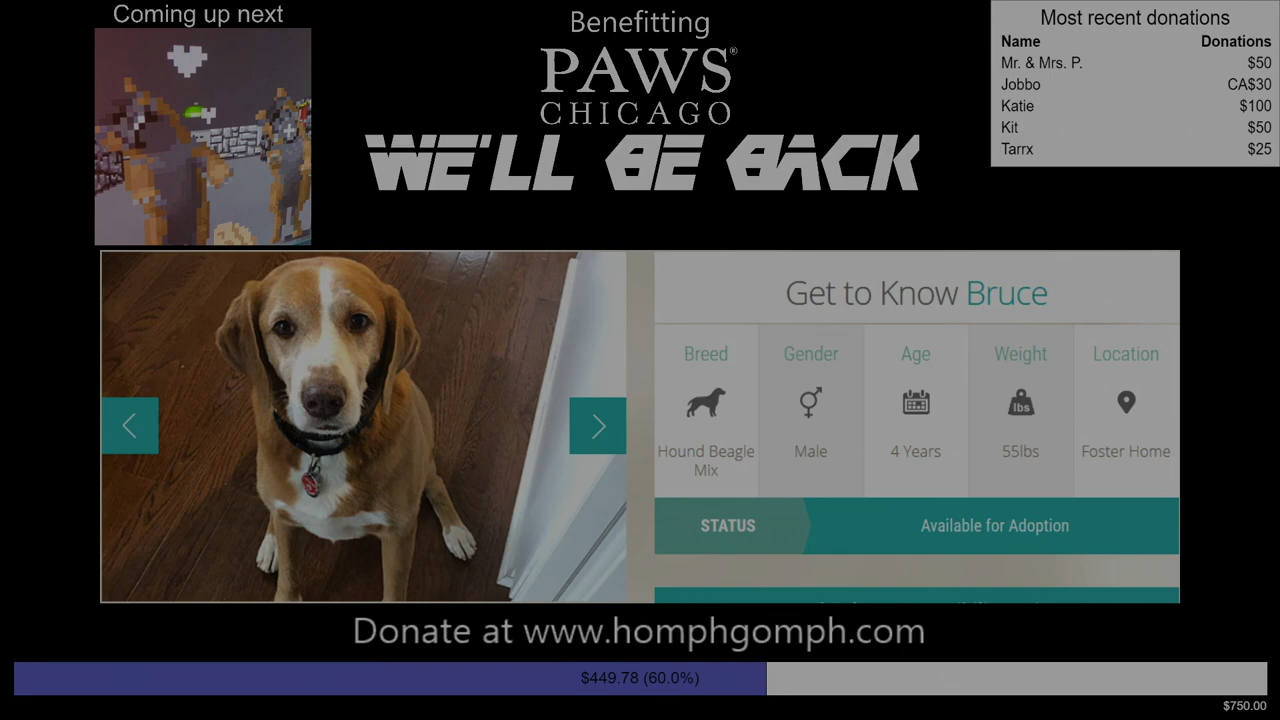 Coming up next
Benefitting
PAWS®
CHICAGO
WE'LL BE BACK
Most recent donations
Name Donations
Mr. & Mrs. P. $50
Jobbo CA$30
Katie $100
Kit $50
Tarrx $25
Get to Know Bruce
Breed Gender Age Weight Location
lbs
Hound Beagle Mix
Male
4 Years
55lbs
Foster Home
STATUS Available for Adoption
Donate at www.homphgomph.com
$449.78 (60.0%)
$750.00